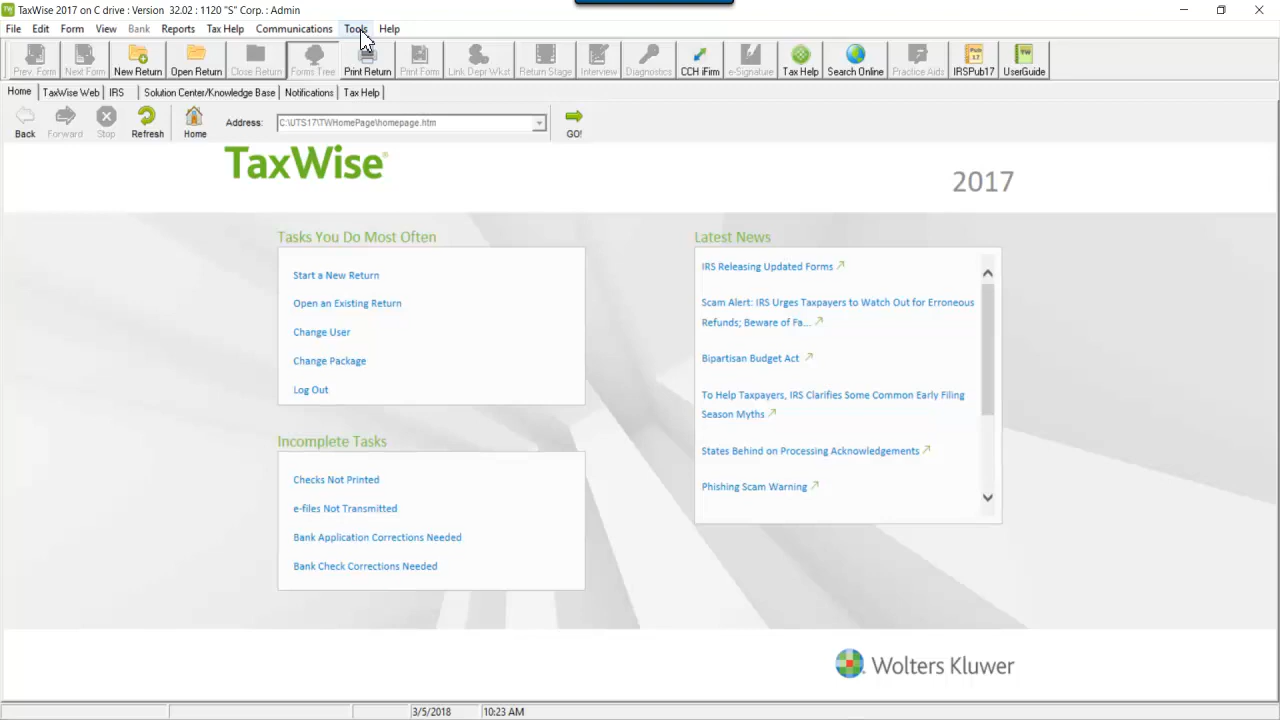 TaxWise 2017 on C drive : Version 32.02 : 1120 "S" Corp. : Admin
File Edit Form View Bank Reports Tax Help Communications Tools Help
Prev. Form Next Form New Return Open Return Close Return Forms Tree Print Return Print Form Link Depr Wkst Return Stage Interview Diagnostics CCH iFirm e-Signature Tax Help Search Online Practice Aids IRSPub17 UserGuide
Home TaxWise Web IRS Solution Center/Knowledge Base Notifications Tax Help
Back Forward Stop Refresh Home Address: C:\UTS17\TWHomePage\homepage.htm GO!
TaxWise®
2017
Tasks You Do Most Often
Start a New Return
Open an Existing Return
Change User
Change Package
Log Out
Incomplete Tasks
Checks Not Printed
e-files Not Transmitted
Bank Application Corrections Needed
Bank Check Corrections Needed
Latest News
IRS Releasing Updated Forms
Scam Alert: IRS Urges Taxpayers to Watch Out for Erroneous
Refunds; Beware of Fa...
Bipartisan Budget Act
To Help Taxpayers, IRS Clarifies Some Common Early Filing
Season Myths
States Behind on Processing Acknowledgements
Phishing Scam Warning
Wolters Kluwer
3/5/2018 10:23 AM